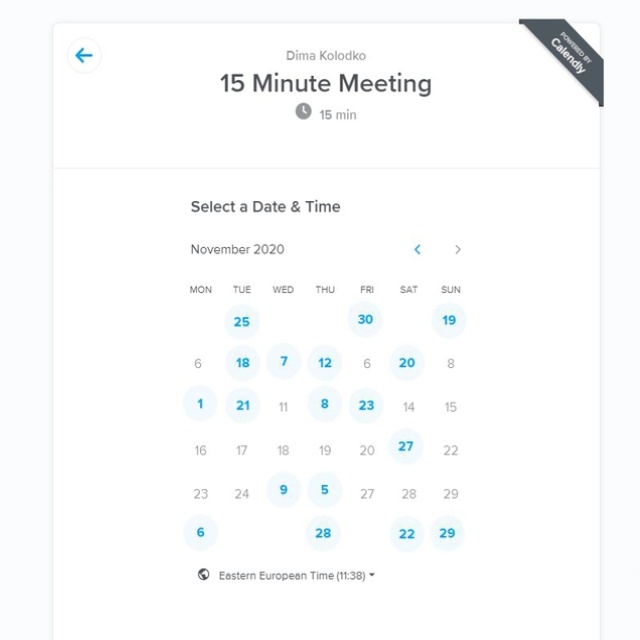 POWERED BY
Calendly
Dima Kolodko
15 Minute Meeting
15 min
Select a Date & Time
November 2020
MON TUE WED THU FRI SAT SUN
25 30 19
6 18 7 12 6 20 8
1 21 11 8 23 14 15
16 17 18 19 20 27 22
23 24 9 5 27 28 29
6 28 22 29
Eastern European Time (11:38)